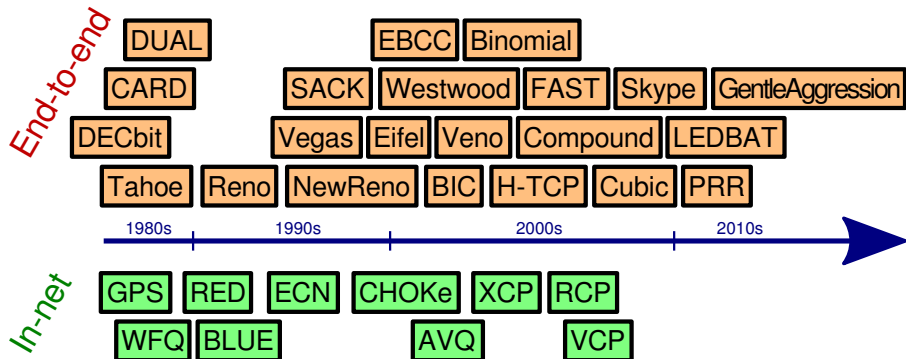 End-to-end
DUAL EBCC Binomial
CARD SACK Westwood FAST Skype GentleAggression
DECbit Vegas Eifel Veno Compound LEDBAT
Tahoe Reno NewReno BIC H-TCP Cubic PRR
1980s 1990s 2000s 2010s
In-net
GPS RED ECN CHOKe XCP RCP
WFQ BLUE AVQ VCP